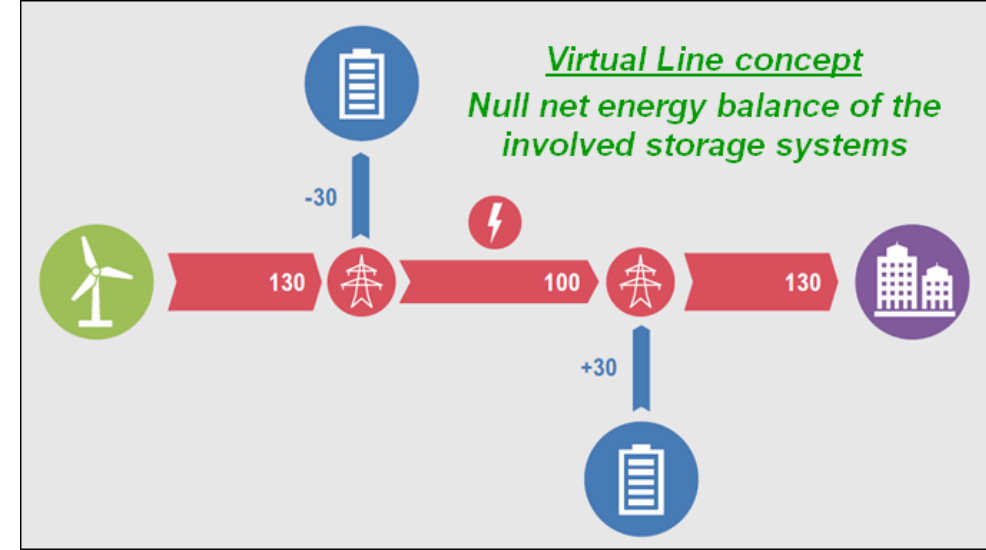 Virtual Line concept
Null net energy balance of the
involved storage systems
-30
130
100
130
+30